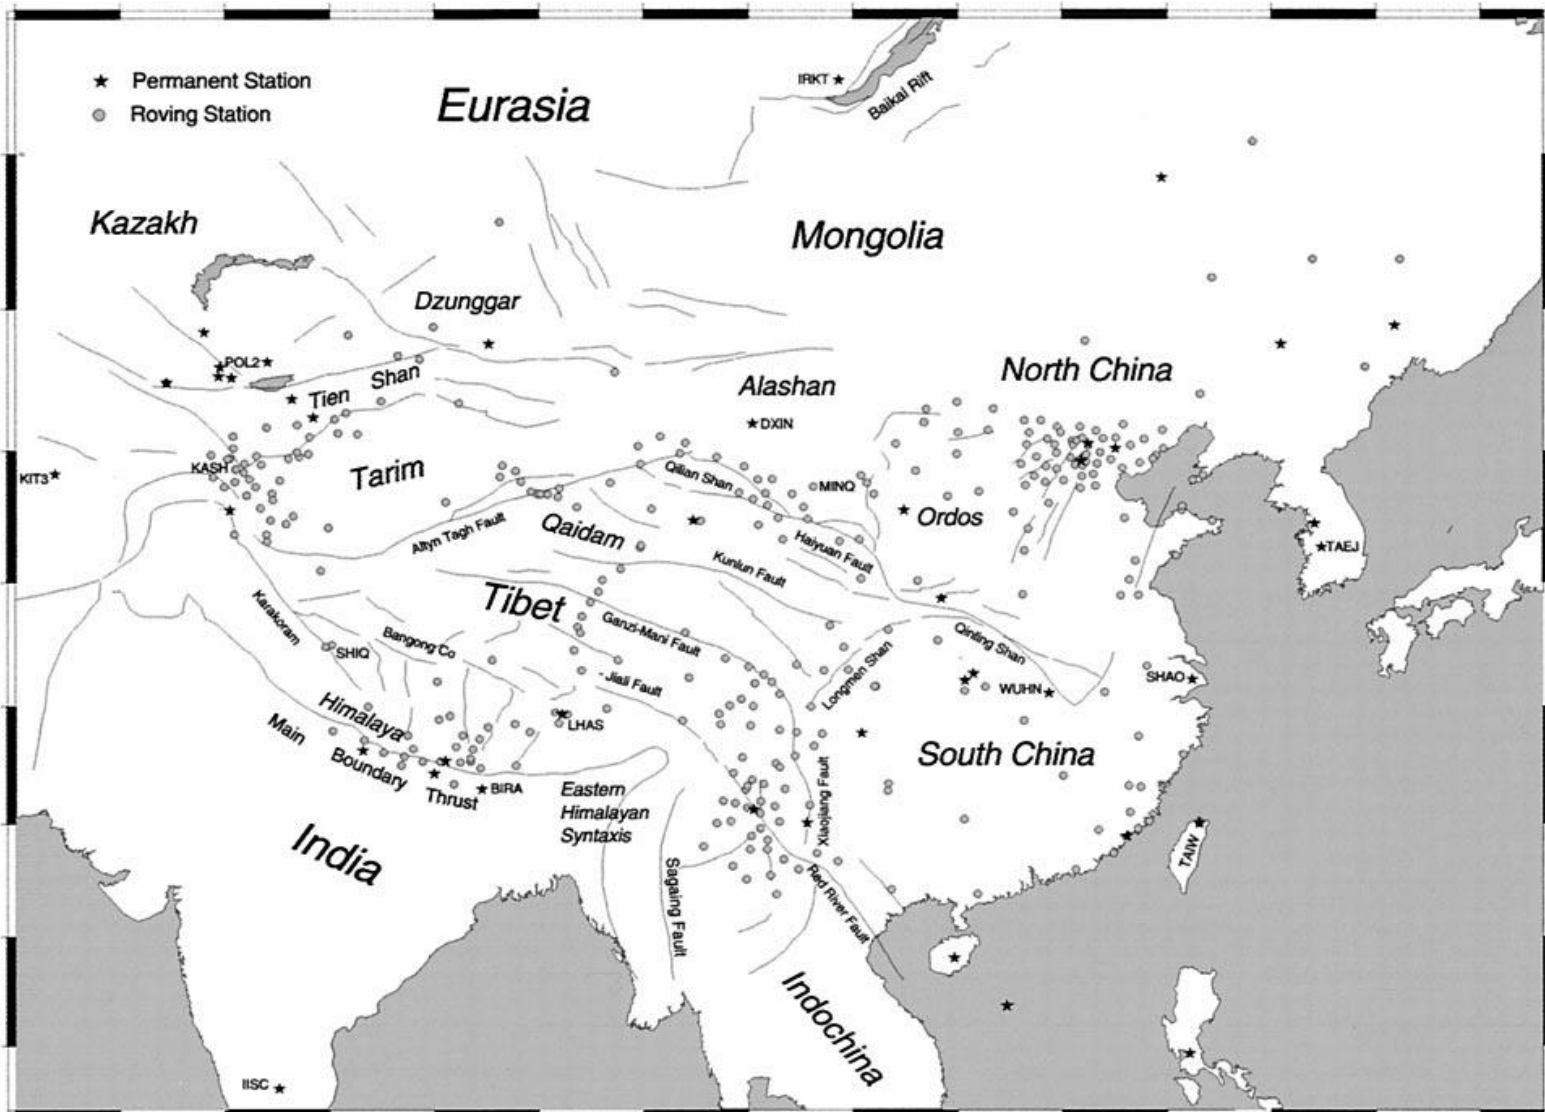 IRKT
Permanent Station
Roving Station
Eurasia
Baikal Rift
Kazakh
Mongolia
Dzunggar
POL2
Tien
Shan
Alashan
North China
DXIN
KIT3
KASH
Tarim
Qilian Shan
MINQ
Ordos
Altyn Tagh Fault
Qaidam
Haiyuan Fault
TAEJ
Kunlun Fault
Karakoram
Tibet
Ganzi-Mani Fault
Bangong Co
SHIQ
Jiali Fault
Longmen Shan
Qinting Shan
WUHN
SHAO
Himalaya
LHAS
Main
Boundary
Thrust
BIRA
South China
Eastern
Himalayan
Syntaxis
Xiaojiang Fault
India
TAIW
Sagaing Fault
Red River Fault
Indochina
IISC